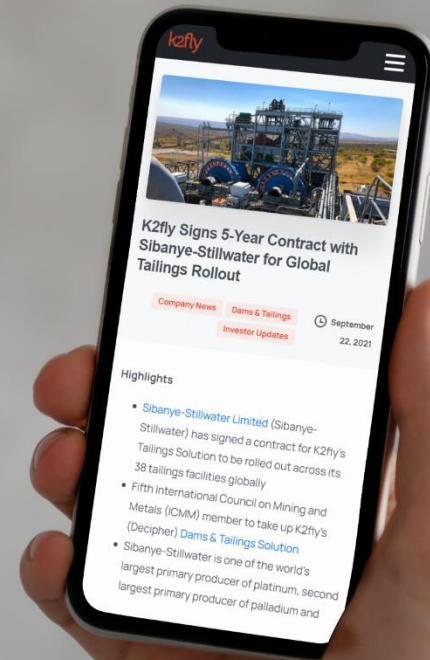 k2fly
K2fly Signs 5-Year Contract with
Sibanye-Stillwater for Global
Tailings Rollout
Company News
Dams & Tailings
Investor Updates
September
22, 2021
Highlights
• Sibanye-Stillwater Limited (Sibanye-
Stillwater) has signed a contract for K2fly's
Tailings Solution to be rolled out across its
38 tailings facilities globally
• Fifth International Council on Mining and
Metals (ICMM) member to take up K2fly's
(Decipher) Dams & Tailings Solution
• Sibanye-Stillwater is one of the world's
largest primary producer of platinum, second
largest primary producer of palladium and